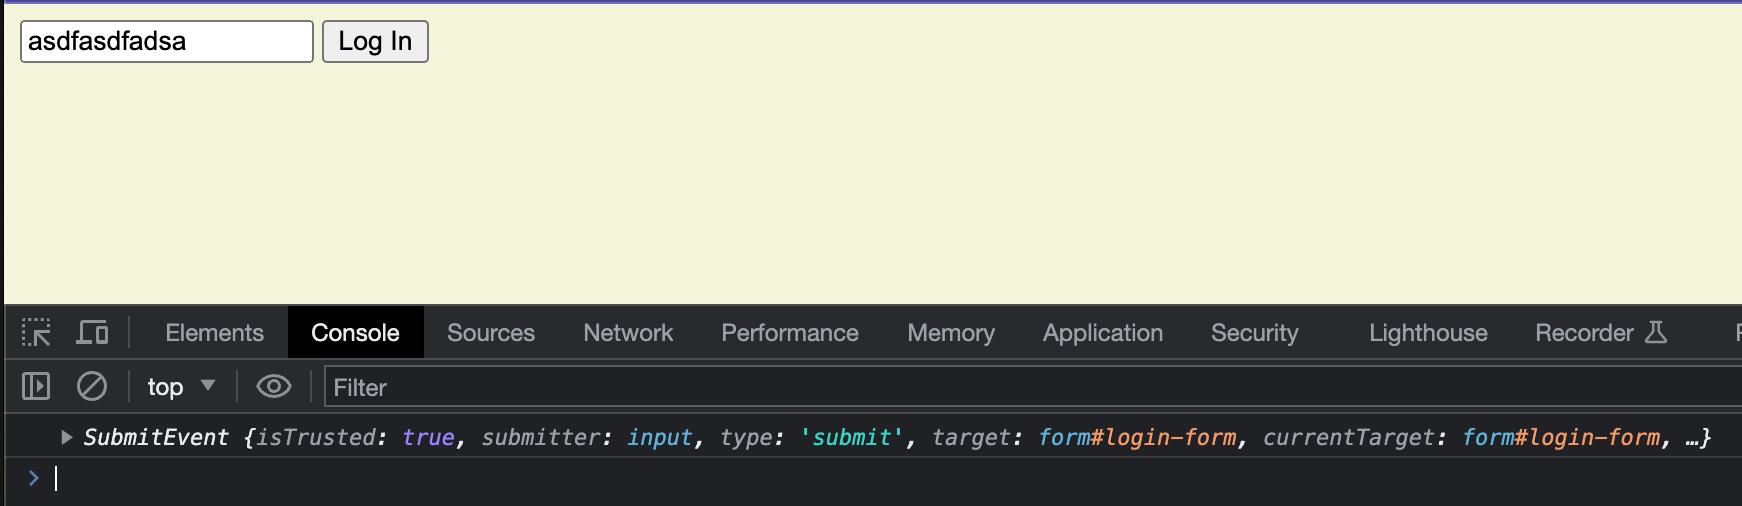 asdfasdfadsa Log In
Elements Console Sources Network Performance Memory Application Security Lighthouse Recorder
top Filter
SubmitEvent {isTrusted: true, submitter: input, type: 'submit', target: form#login-form, currentTarget: form#login-form, …}